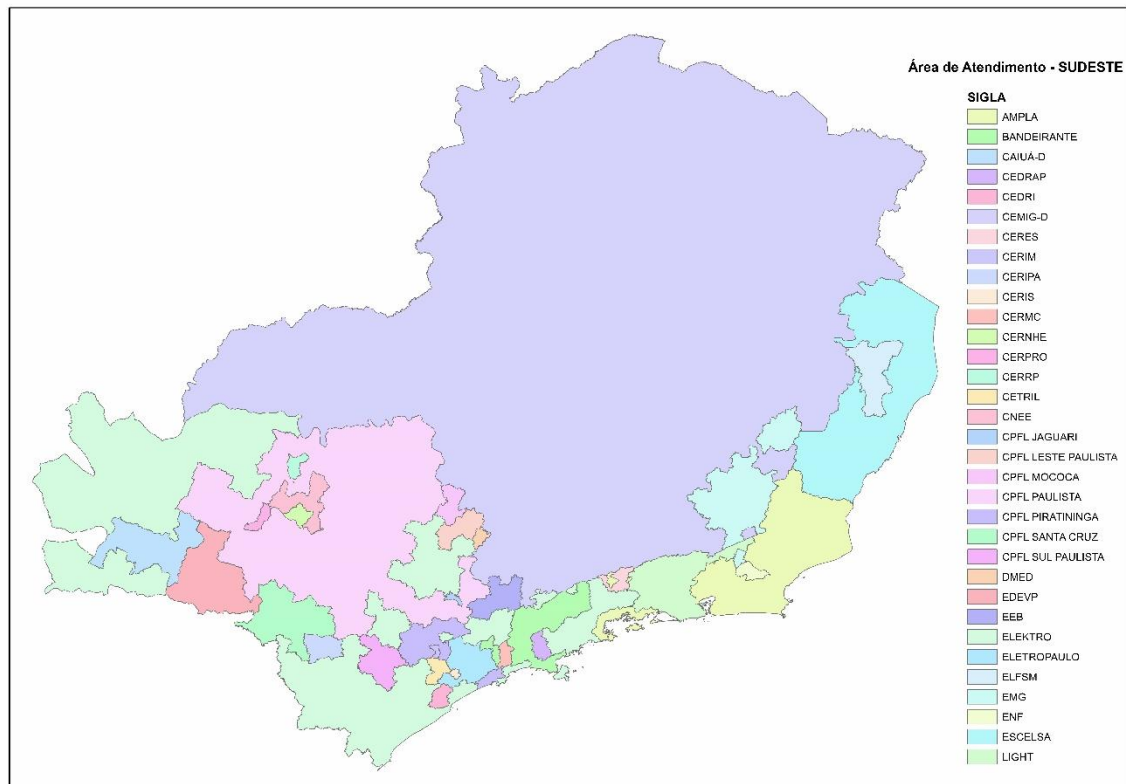 Área de Atendimento - SUDESTE
SIGLA
AMPLA
BANDEIRANTE
CAIUÁ-D
CEDRAP
CEDRI
CEMIG-D
CERES
CERIM
CERIPA
CERIS
CERMC
CERNHE
CERPRO
CERRP
CETRIL
CNEE
CPFL JAGUARI
CPFL LESTE PAULISTA
CPFL MOCOCA
CPFL PAULISTA
CPFL PIRATININGA
CPFL SANTA CRUZ
CPFL SUL PAULISTA
DMED
EDEVP
EEB
ELEKTRO
ELETROPAULO
ELFSM
EMG
ENF
ESCELSA
LIGHT